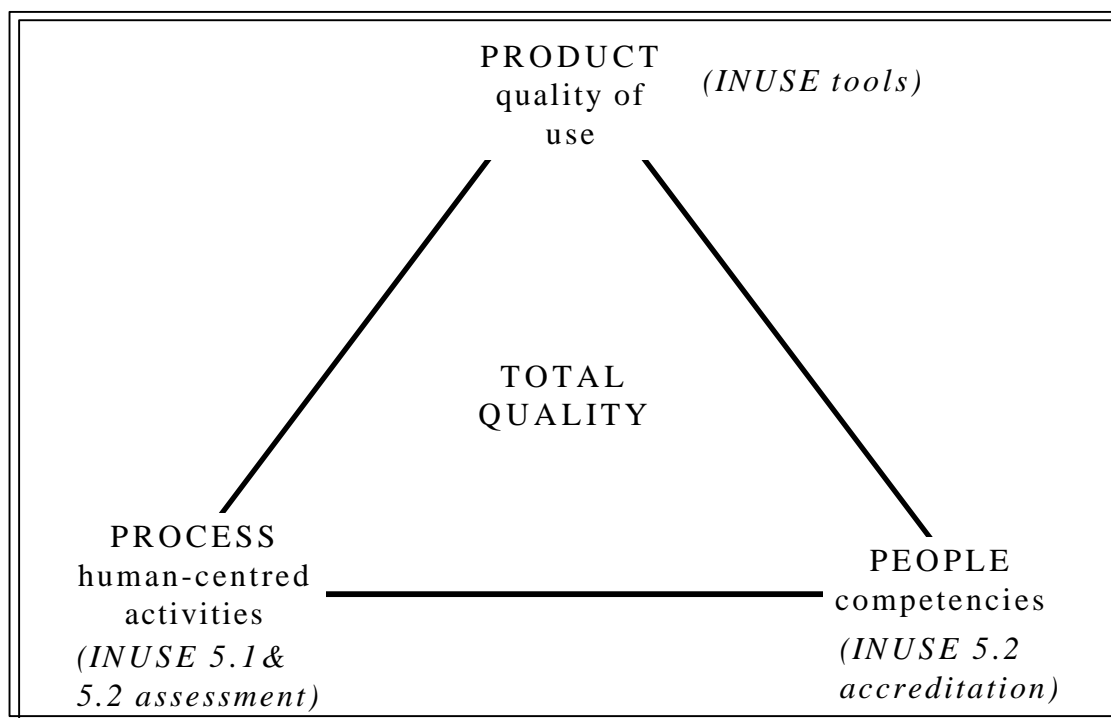 PRODUCT
quality of
use
(INUSE tools)
TOTAL
QUALITY
PROCESS
human-centred
activities
(INUSE 5.1&
5.2 assessment)
PEOPLE
competencies
(INUSE 5.2
accreditation)